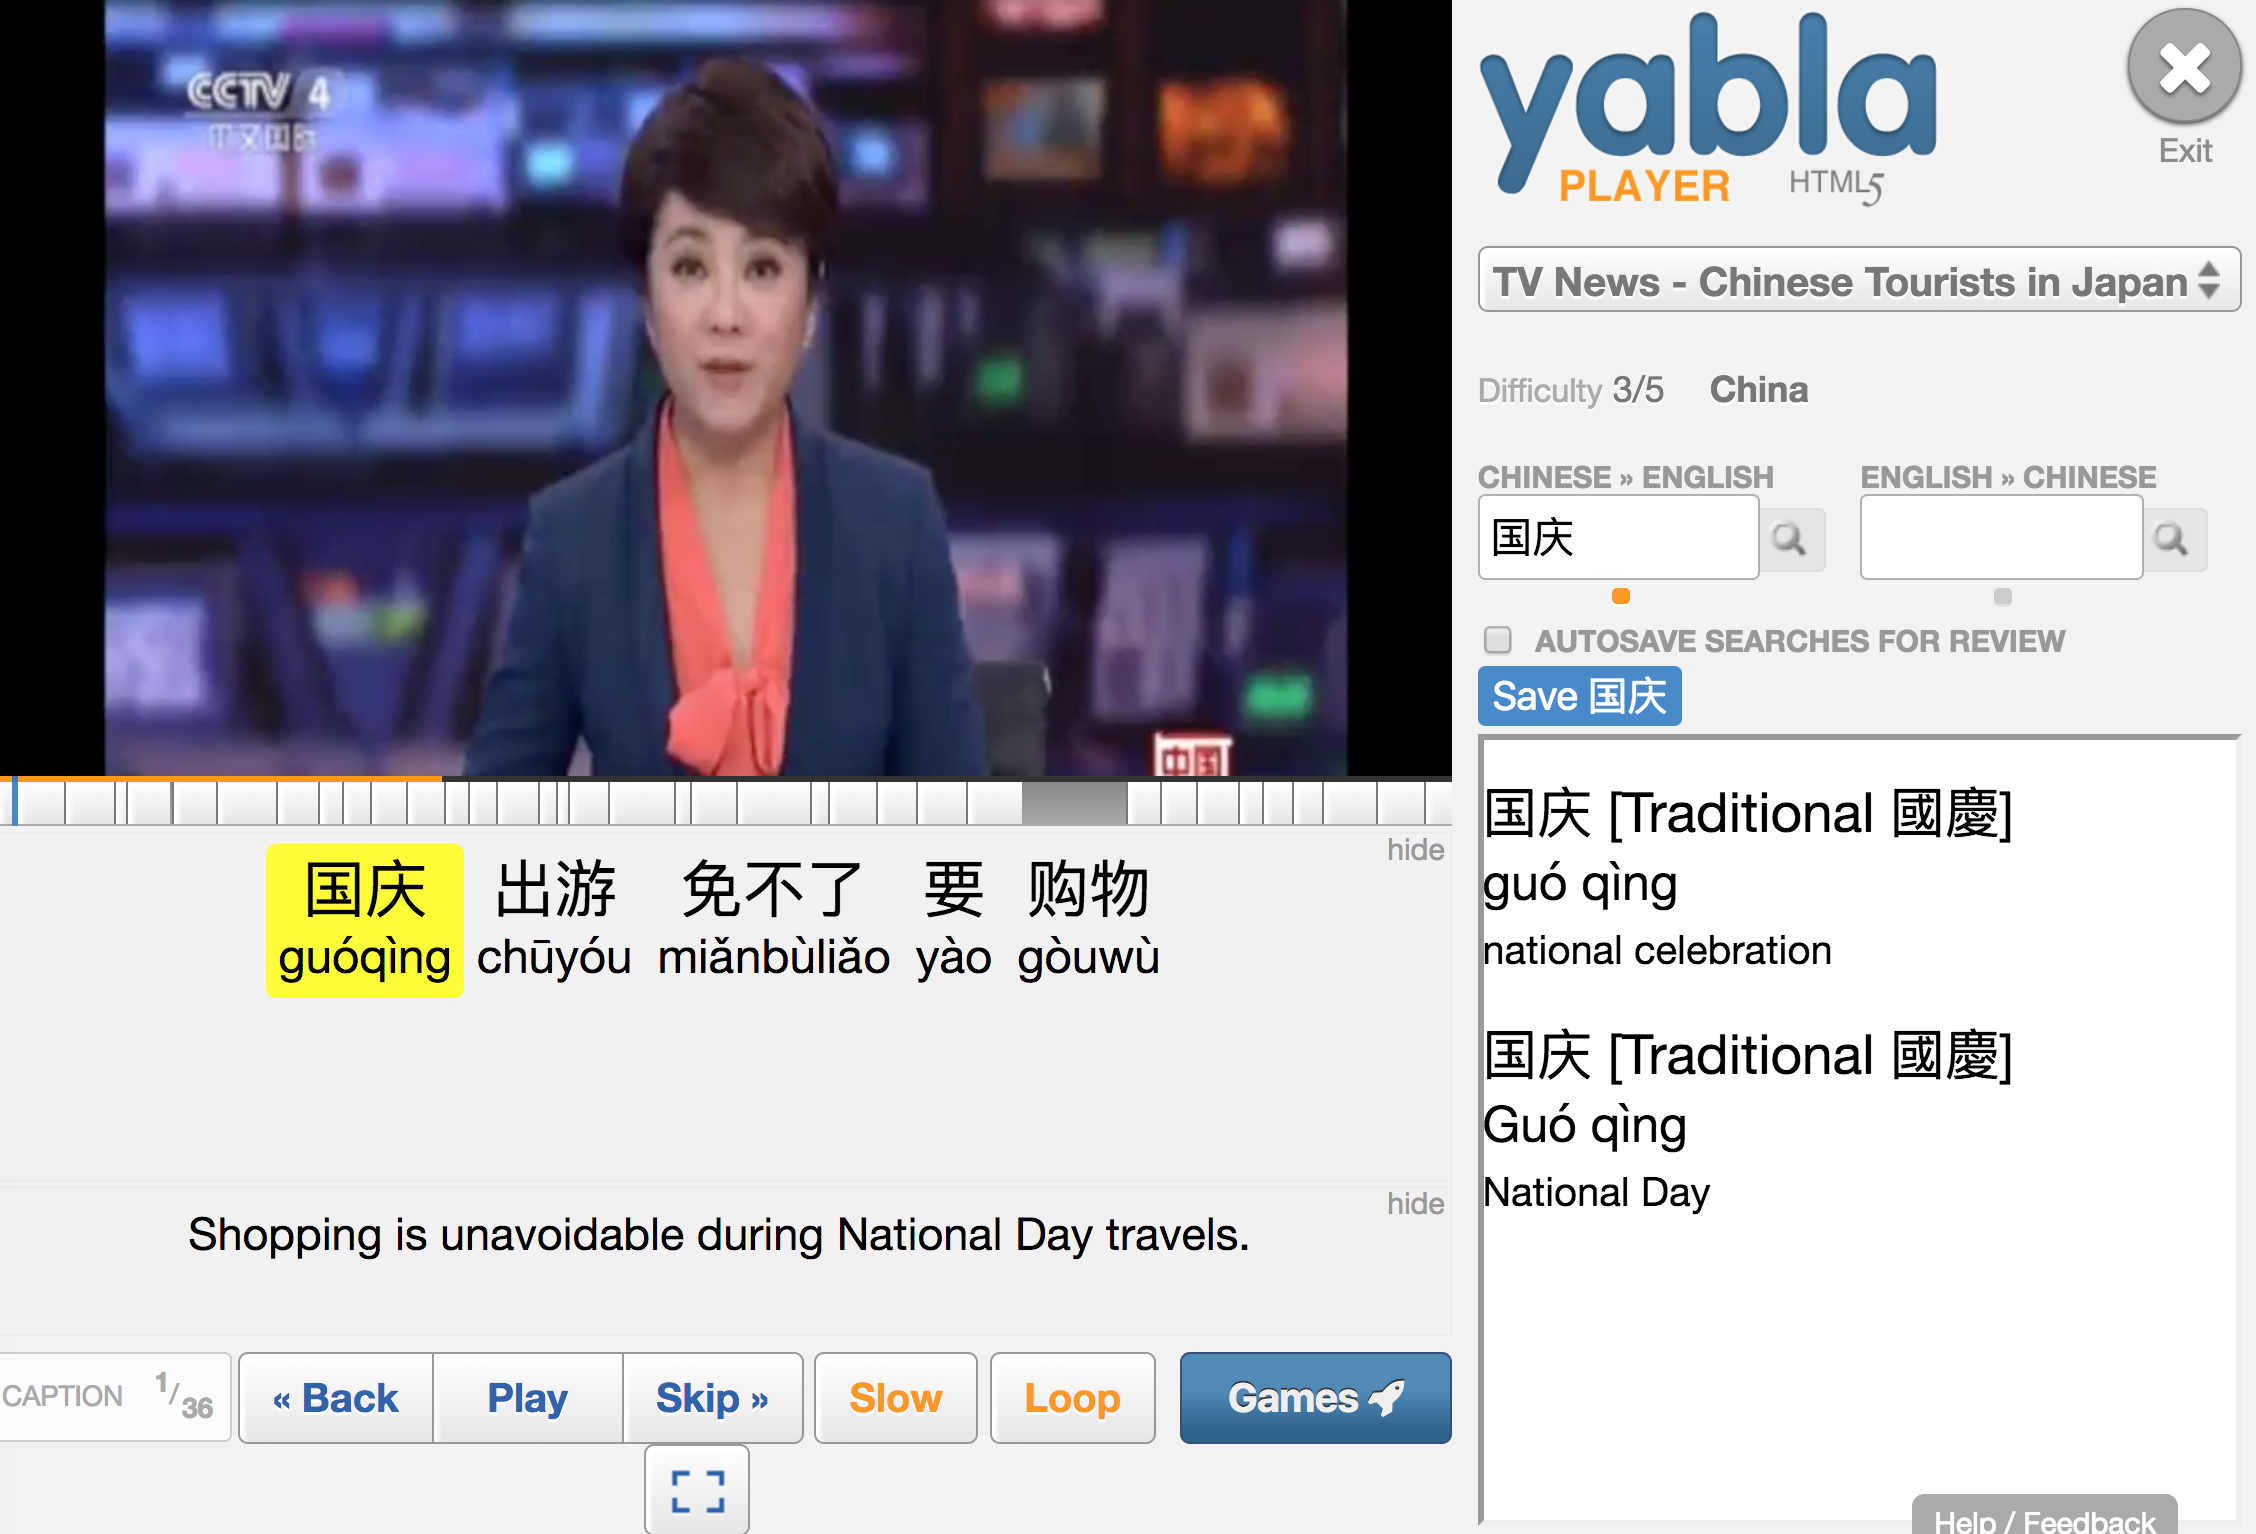 CCTV 4
中文国际
中国
国庆 出游 免不了 要 购物
guóqìng chūyóu miǎnbùliǎo yào gòuwù
hide
Shopping is unavoidable during National Day travels.
hide
CAPTION 1/36
« Back
Play
Skip »
Slow
Loop
Games
yabla
PLAYER HTML5
Exit
TV News - Chinese Tourists in Japan
Difficulty 3/5 China
CHINESE » ENGLISH
国庆
ENGLISH » CHINESE
AUTOSAVE SEARCHES FOR REVIEW
Save 国庆
国庆 [Traditional 國慶]
guó qìng
national celebration
国庆 [Traditional 國慶]
Guó qìng
National Day
Help / Feedback